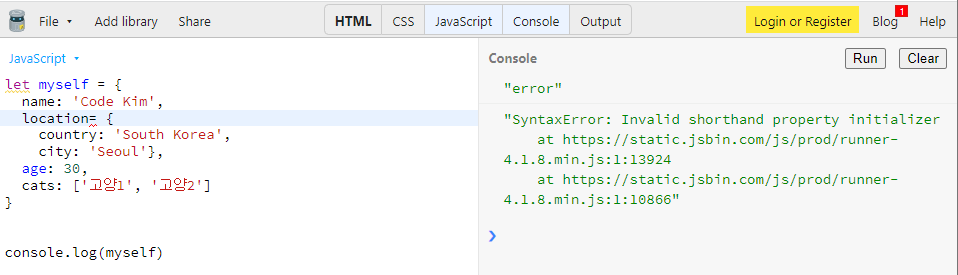 File ▾ Add library Share HTML CSS JavaScript Console Output Login or Register Blog 1 Help
JavaScript ▾
let myself = {
  name: 'Code Kim',
  location= {
    country: 'South Korea',
    city: 'Seoul'},
  age: 30,
  cats: ['고양1', '고양2']
}
console.log(myself)
Console Run Clear
"error"
"SyntaxError: Invalid shorthand property initializer
    at https://static.jsbin.com/js/prod/runner-
4.1.8.min.js:1:13924
    at https://static.jsbin.com/js/prod/runner-
4.1.8.min.js:1:10866"